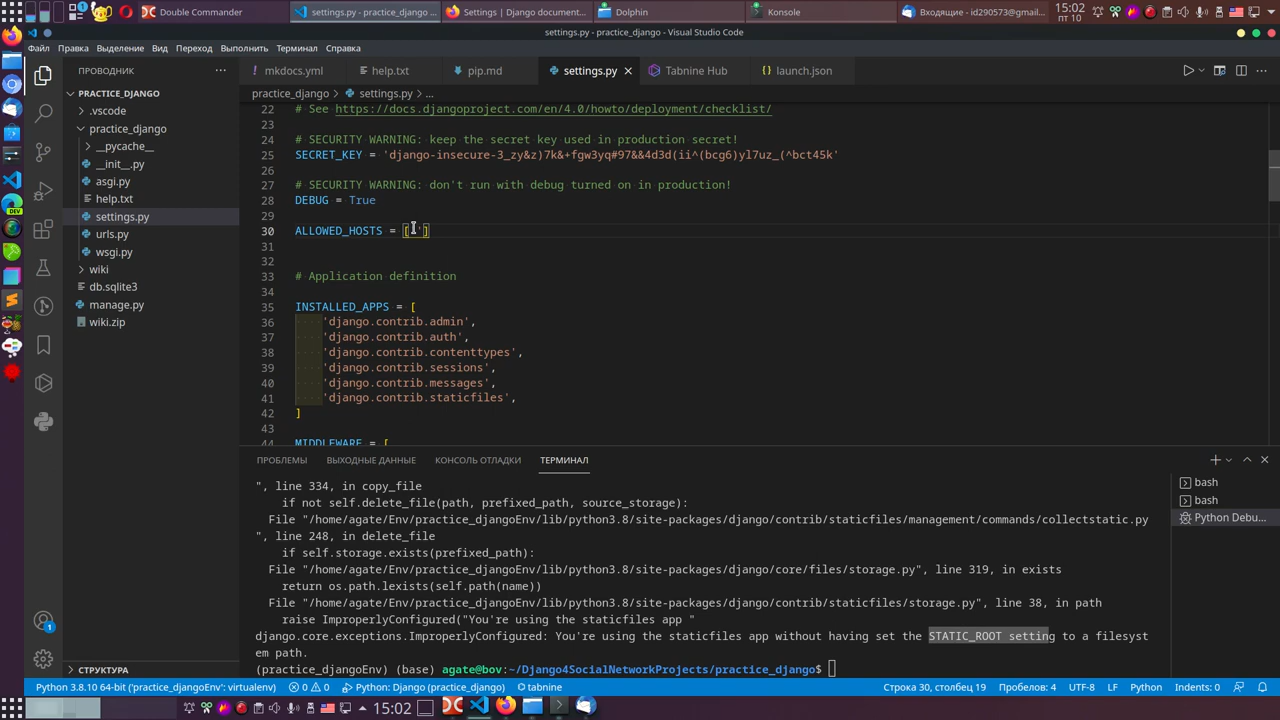 Double Command
settings.py - practice_django ...
Settings | Django document...
Dolphin
Konsole
Входящие - id290573@gmail...
15:02
пт 10
settings.py - practice_django - Visual Studio Code
Файл Правка Выделение Вид Переход Выполнить Терминал Справка
ПРОВОДНИК
mkdocs.yml
help.txt
pip.md
settings.py
Tabnine Hub
launch.json
practice_django > settings.py > ...
PRACTICE_DJANGO
.vscode
practice_django
__pycache__
__init__.py
asgi.py
help.txt
settings.py
urls.py
wsgi.py
wiki
db.sqlite3
manage.py
wiki.zip
СТРУКТУРА
22 # See https://docs.djangoproject.com/en/4.0/howto/deployment/checklist/
23
24 # SECURITY WARNING: keep the secret key used in production secret!
25 SECRET_KEY = 'django-insecure-3_zy&z)7k&+fgw3yq#97&&4d3d(ii^(bcg6)yl7uz_(^bct45k'
26
27 # SECURITY WARNING: don't run with debug turned on in production!
28 DEBUG = True
29
30 ALLOWED_HOSTS = ['']
31
32
33 # Application definition
34
35 INSTALLED_APPS = [
36 'django.contrib.admin',
37 'django.contrib.auth',
38 'django.contrib.contenttypes',
39 'django.contrib.sessions',
40 'django.contrib.messages',
41 'django.contrib.staticfiles',
42 ]
43
44 MIDDLEWARE = [
ПРОБЛЕМЫ ВЫХОДНЫЕ ДАННЫЕ КОНСОЛЬ ОТЛАДКИ ТЕРМИНАЛ
", line 334, in copy_file
if not self.delete_file(path, prefixed_path, source_storage):
File "/home/agate/Env/practice_djangoEnv/lib/python3.8/site-packages/django/contrib/staticfiles/management/commands/collectstatic.py
", line 248, in delete_file
if self.storage.exists(prefixed_path):
File "/home/agate/Env/practice_djangoEnv/lib/python3.8/site-packages/django/core/files/storage.py", line 319, in exists
return os.path.lexists(self.path(name))
File "/home/agate/Env/practice_djangoEnv/lib/python3.8/site-packages/django/contrib/staticfiles/storage.py", line 38, in path
raise ImproperlyConfigured("You're using the staticfiles app "
django.core.exceptions.ImproperlyConfigured: You're using the staticfiles app without having set the STATIC_ROOT setting to a filesyst
em path.
(practice_djangoEnv) (base) agate@bov:~/Django4SocialNetworkProjects/practice_django$
bash
bash
Python Debu...
Python 3.8.10 64-bit ('practice_djangoEnv': virtualenv) 0 0 Python: Django (practice_django) tabnine
Строка 30, столбец 19 Пробелов: 4 UTF-8 LF Python Indents: 0
15:02